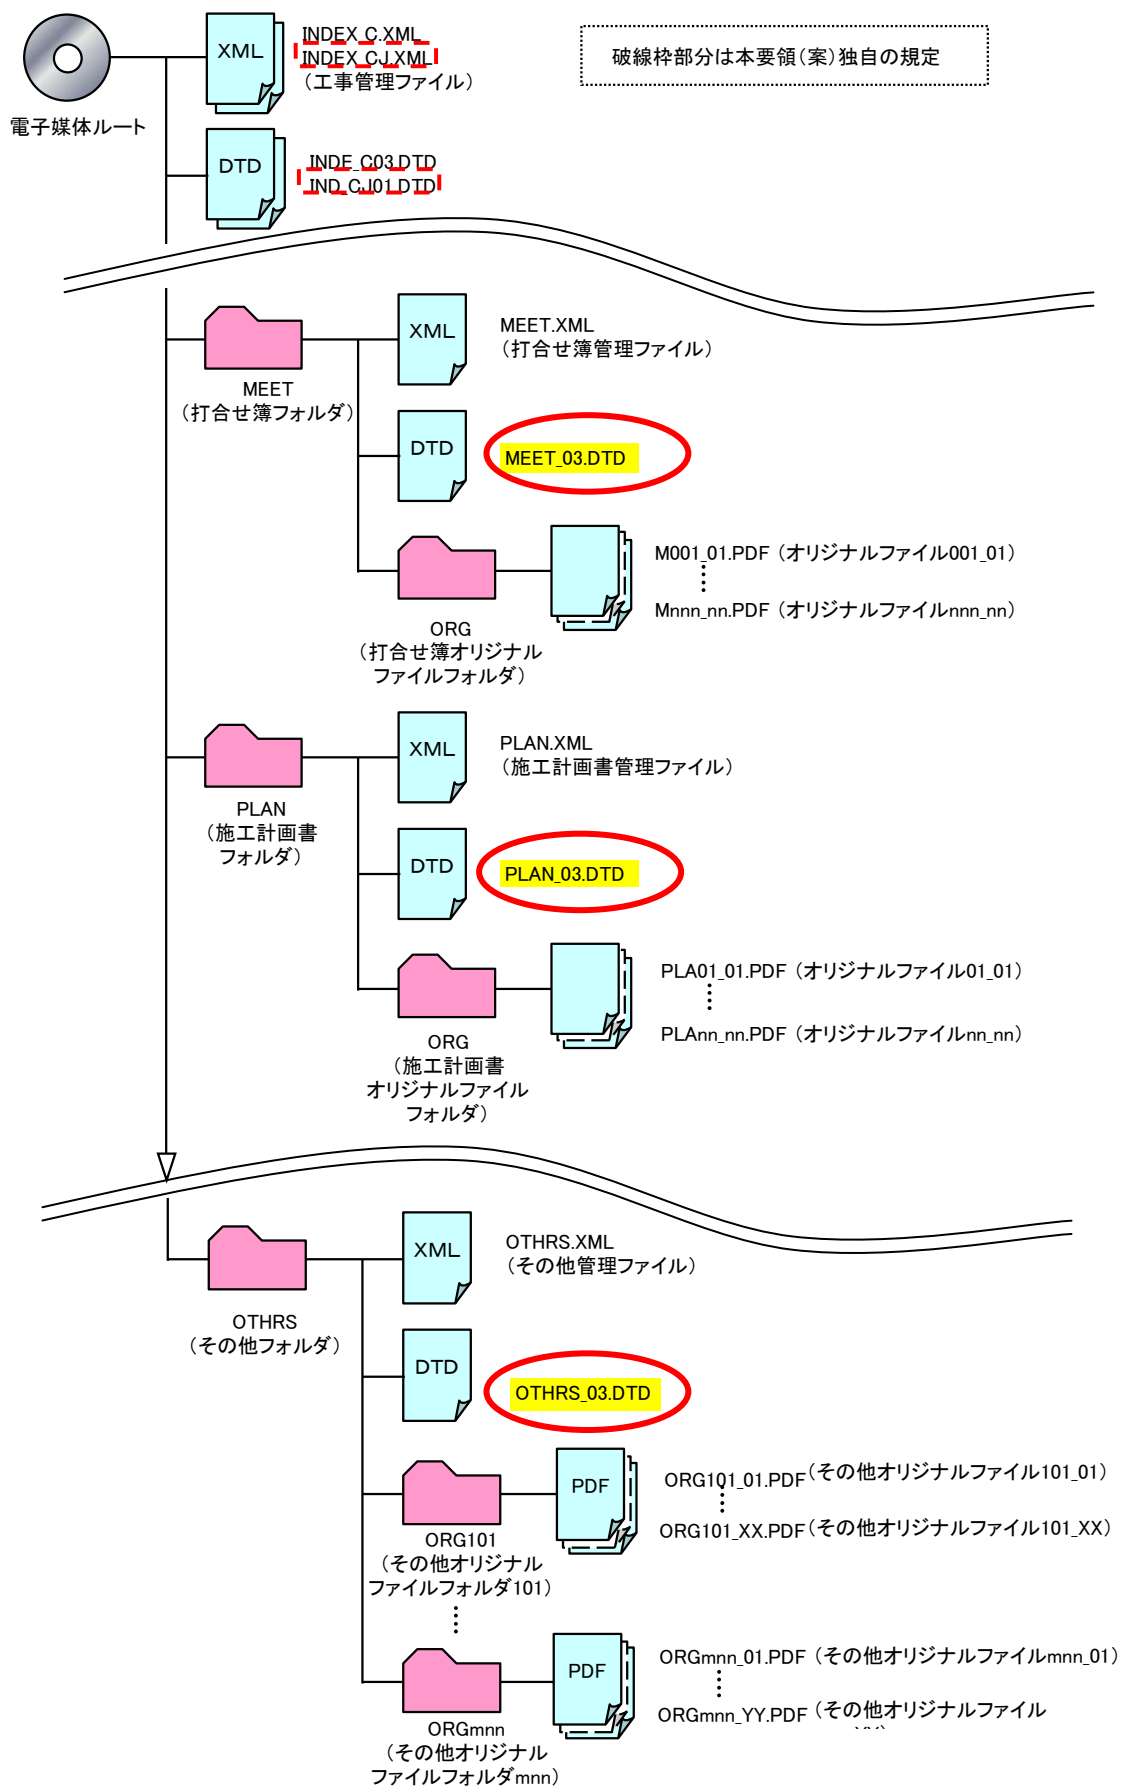 XML
INDEX_C.XML
INDEX_CJ.XML
(工事管理ファイル)
破線枠部分は本要領(案)独自の規定
電子媒体ルート
DTD
INDE_C03.DTD
IND_CJ01.DTD
XML
MEET.XML
(打合せ簿管理ファイル)
MEET
(打合せ簿フォルダ)
DTD
MEET_03.DTD
M001_01.PDF (オリジナルファイル001_01)
Mnnn_nn.PDF (オリジナルファイルnnn_nn)
ORG
(打合せ簿オリジナル
ファイルフォルダ)
XML
PLAN.XML
(施工計画書管理ファイル)
PLAN
(施工計画書
フォルダ)
DTD
PLAN_03.DTD
PLA01_01.PDF (オリジナルファイル01_01)
PLAnn_nn.PDF (オリジナルファイルnn_nn)
ORG
(施工計画書
オリジナルファイル
フォルダ)
XML
OTHRS.XML
(その他管理ファイル)
OTHRS
(その他フォルダ)
DTD
OTHRS_03.DTD
PDF
ORG101_01.PDF(その他オリジナルファイル101_01)
ORG101_XX.PDF(その他オリジナルファイル101_XX)
ORG101
(その他オリジナル
ファイルフォルダ101)
PDF
ORGmnn_01.PDF (その他オリジナルファイルmnn_01)
ORGmnn_YY.PDF (その他オリジナルファイル
ORGmnn
(その他オリジナル
ファイルフォルダmnn)